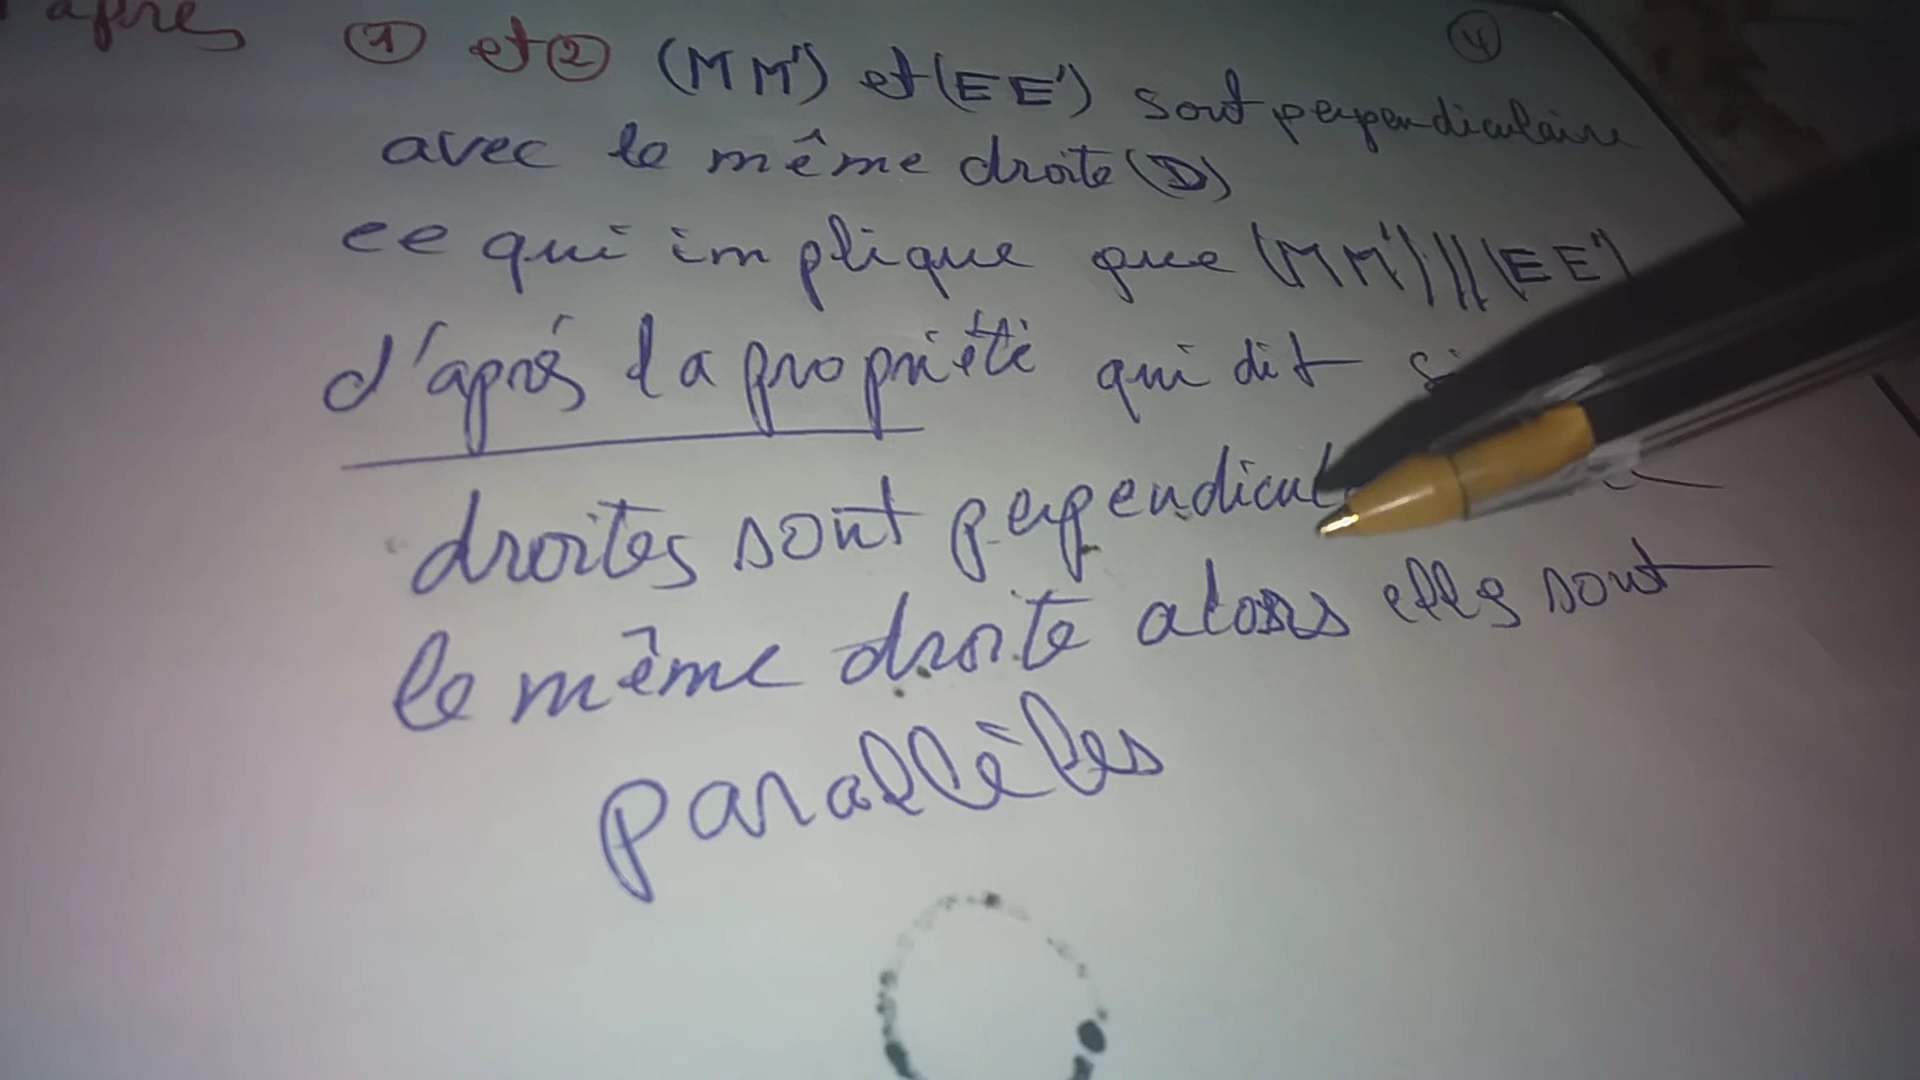 après ① et ② (MM') et (EE') sont perpendiculaire
④
avec le même droite (D)
ce qui implique que (MM') // (EE')
d'après la propriété qui dit si
droites sont perpendicul
le même droite alors elles sont
parallèles